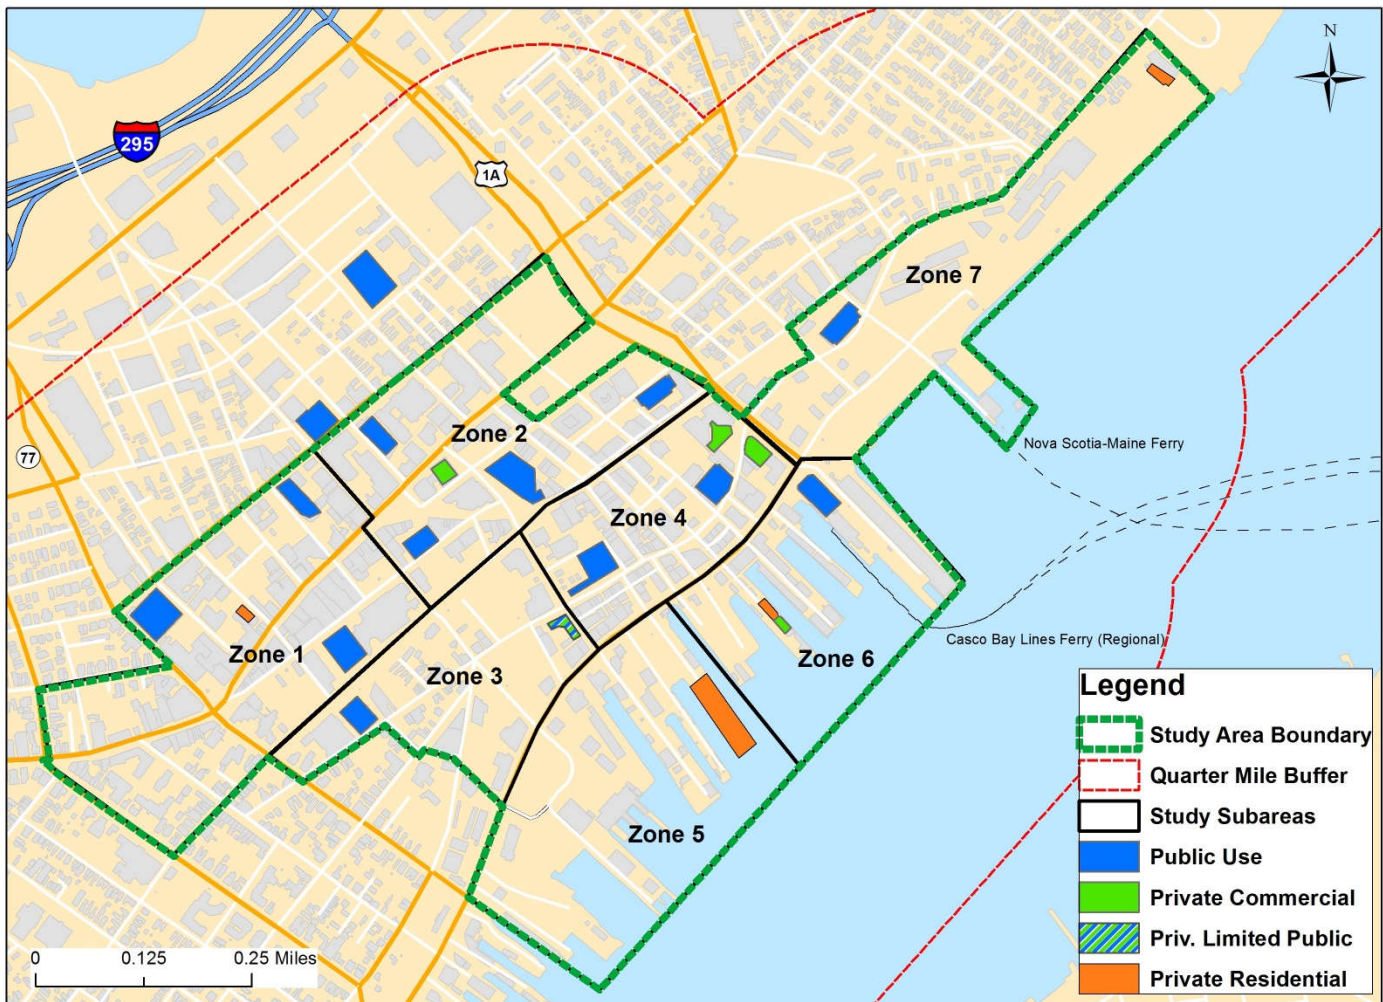 N
295
1A
Zone 7
Zone 2
77
Nova Scotia-Maine Ferry
Zone 4
Casco Bay Lines Ferry (Regional)
Zone 1
Zone 6
Zone 3
Zone 5
Legend
Study Area Boundary
Quarter Mile Buffer
Study Subareas
Public Use
Private Commercial
Priv. Limited Public
Private Residential
0 0.125 0.25 Miles